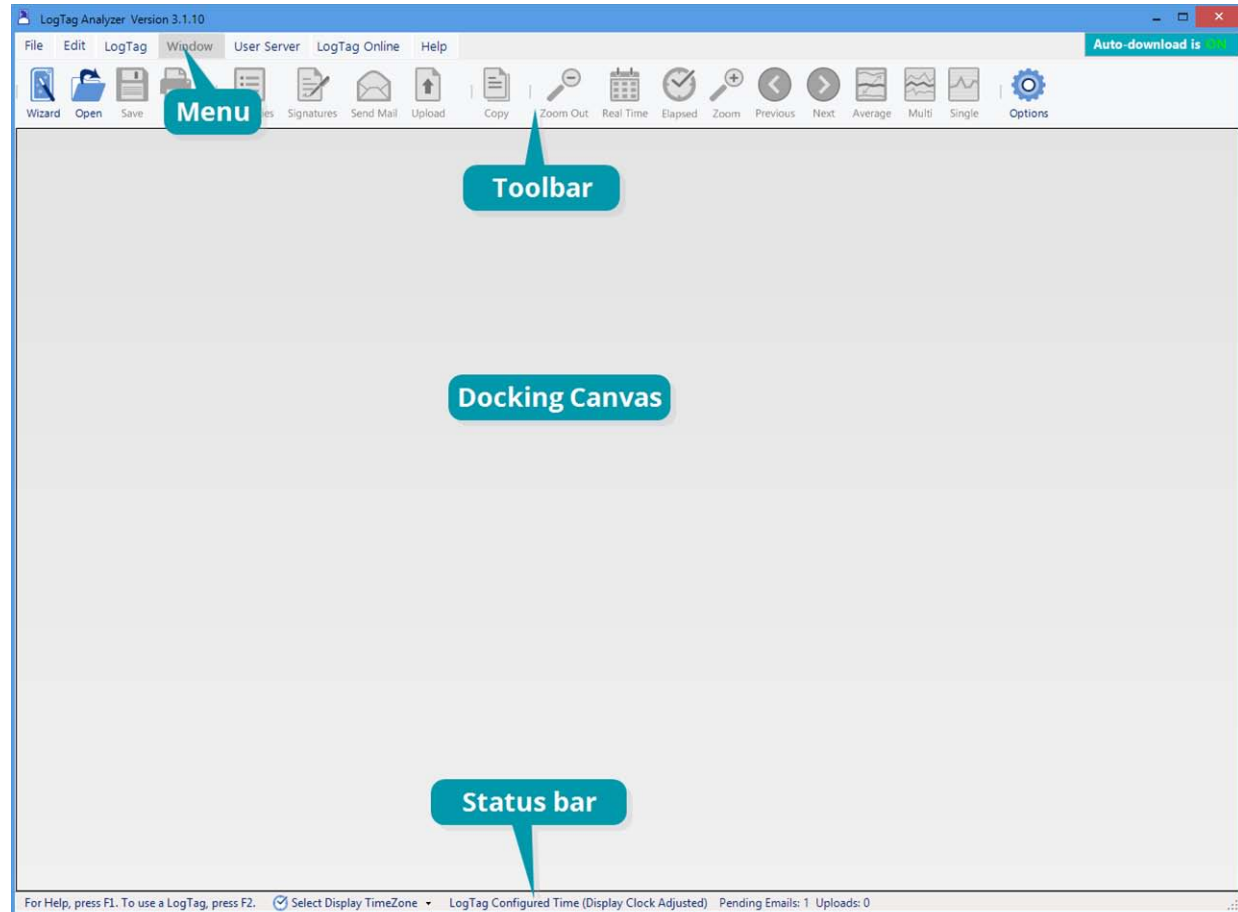 LogTag Analyzer Version 3.1.10
File Edit LogTag Window User Server LogTag Online Help Auto-download is ON
Wizard Open Save Signatures Send Mail Upload Copy Zoom Out Real Time Elapsed Zoom Previous Next Average Multi Single Options
Menu
Toolbar
Docking Canvas
Status bar
For Help, press F1. To use a LogTag, press F2. Select Display TimeZone LogTag Configured Time (Display Clock Adjusted) Pending Emails: 1 Uploads: 0